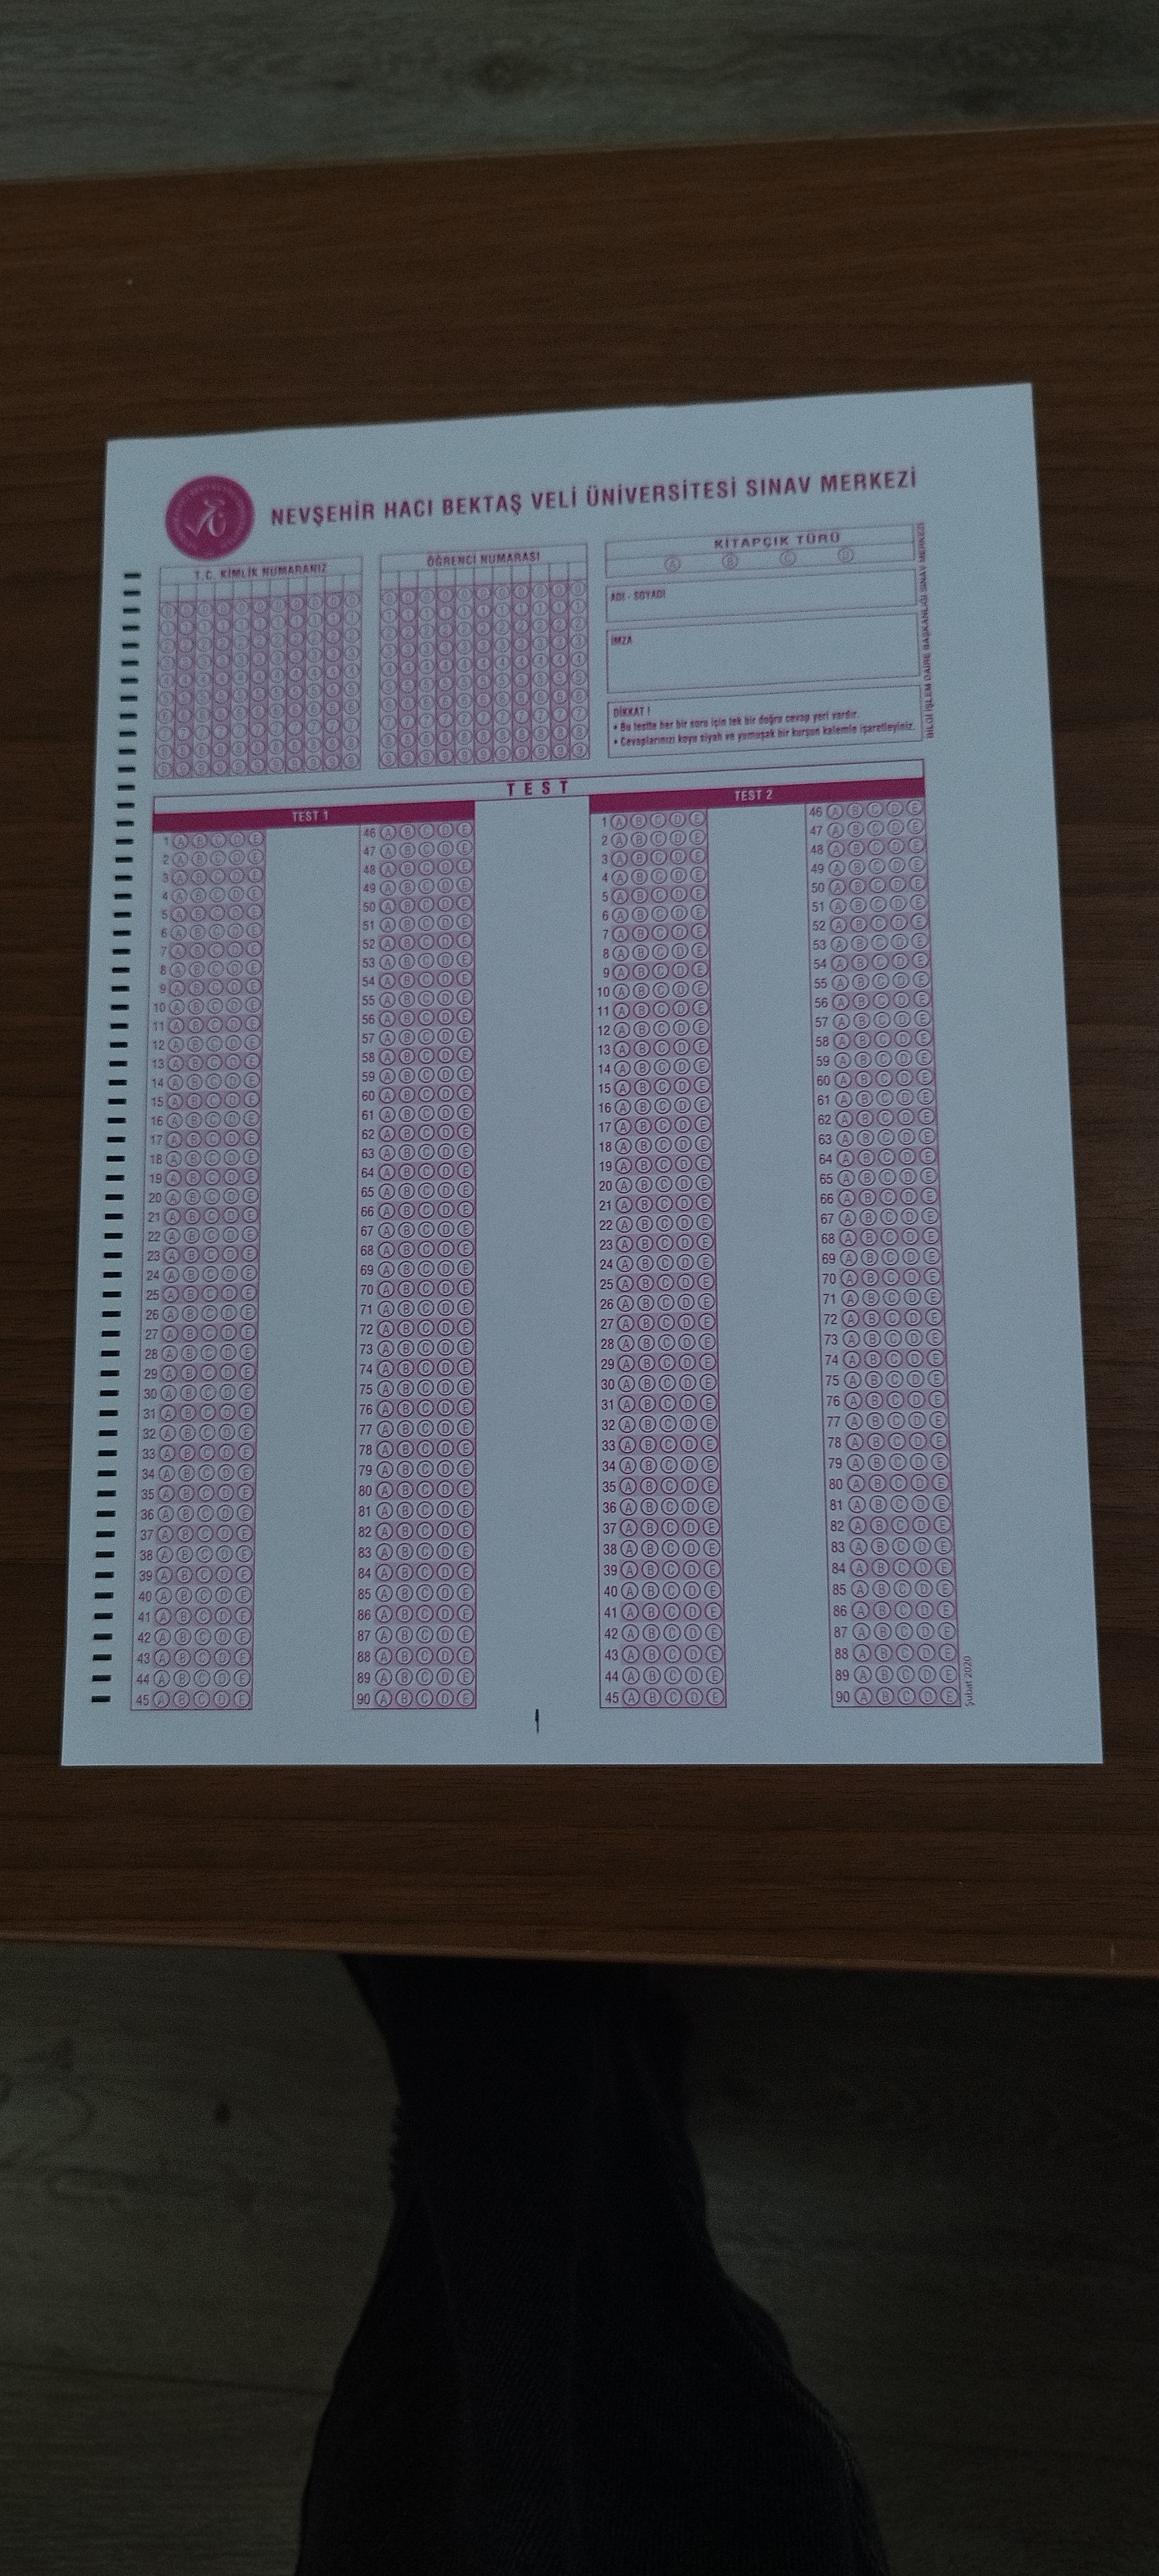 NEVŞEHİR HACI BEKTAŞ VELİ ÜNİVERSİTESİ SINAV MERKEZİ
T.C. KİMLİK NUMARANIZ
ÖĞRENCİ NUMARASI
KİTAPÇIK TÜRÜ
A B C D
ADI - SOYADI
İMZA
DİKKAT !
• Bu testte her bir soru için tek bir doğru cevap yeri vardır.
• Cevaplarınızı koyu siyah ve yumuşak bir kurşun kalemle işaretleyiniz.
BİLGİ İŞLEM DAİRE BAŞKANLIĞI SINAV MERKEZİ
TEST
TEST 1
1 A B C D E
2 A B C D E
3 A B C D E
4 A B C D E
5 A B C D E
6 A B C D E
7 A B C D E
8 A B C D E
9 A B C D E
10 A B C D E
11 A B C D E
12 A B C D E
13 A B C D E
14 A B C D E
15 A B C D E
16 A B C D E
17 A B C D E
18 A B C D E
19 A B C D E
20 A B C D E
21 A B C D E
22 A B C D E
23 A B C D E
24 A B C D E
25 A B C D E
26 A B C D E
27 A B C D E
28 A B C D E
29 A B C D E
30 A B C D E
31 A B C D E
32 A B C D E
33 A B C D E
34 A B C D E
35 A B C D E
36 A B C D E
37 A B C D E
38 A B C D E
39 A B C D E
40 A B C D E
41 A B C D E
42 A B C D E
43 A B C D E
44 A B C D E
45 A B C D E
46 A B C D E
47 A B C D E
48 A B C D E
49 A B C D E
50 A B C D E
51 A B C D E
52 A B C D E
53 A B C D E
54 A B C D E
55 A B C D E
56 A B C D E
57 A B C D E
58 A B C D E
59 A B C D E
60 A B C D E
61 A B C D E
62 A B C D E
63 A B C D E
64 A B C D E
65 A B C D E
66 A B C D E
67 A B C D E
68 A B C D E
69 A B C D E
70 A B C D E
71 A B C D E
72 A B C D E
73 A B C D E
74 A B C D E
75 A B C D E
76 A B C D E
77 A B C D E
78 A B C D E
79 A B C D E
80 A B C D E
81 A B C D E
82 A B C D E
83 A B C D E
84 A B C D E
85 A B C D E
86 A B C D E
87 A B C D E
88 A B C D E
89 A B C D E
90 A B C D E
TEST 2
1 A B C D E
2 A B C D E
3 A B C D E
4 A B C D E
5 A B C D E
6 A B C D E
7 A B C D E
8 A B C D E
9 A B C D E
10 A B C D E
11 A B C D E
12 A B C D E
13 A B C D E
14 A B C D E
15 A B C D E
16 A B C D E
17 A B C D E
18 A B C D E
19 A B C D E
20 A B C D E
21 A B C D E
22 A B C D E
23 A B C D E
24 A B C D E
25 A B C D E
26 A B C D E
27 A B C D E
28 A B C D E
29 A B C D E
30 A B C D E
31 A B C D E
32 A B C D E
33 A B C D E
34 A B C D E
35 A B C D E
36 A B C D E
37 A B C D E
38 A B C D E
39 A B C D E
40 A B C D E
41 A B C D E
42 A B C D E
43 A B C D E
44 A B C D E
45 A B C D E
46 A B C D E
47 A B C D E
48 A B C D E
49 A B C D E
50 A B C D E
51 A B C D E
52 A B C D E
53 A B C D E
54 A B C D E
55 A B C D E
56 A B C D E
57 A B C D E
58 A B C D E
59 A B C D E
60 A B C D E
61 A B C D E
62 A B C D E
63 A B C D E
64 A B C D E
65 A B C D E
66 A B C D E
67 A B C D E
68 A B C D E
69 A B C D E
70 A B C D E
71 A B C D E
72 A B C D E
73 A B C D E
74 A B C D E
75 A B C D E
76 A B C D E
77 A B C D E
78 A B C D E
79 A B C D E
80 A B C D E
81 A B C D E
82 A B C D E
83 A B C D E
84 A B C D E
85 A B C D E
86 A B C D E
87 A B C D E
88 A B C D E
89 A B C D E
90 A B C D E
Şubat 2020